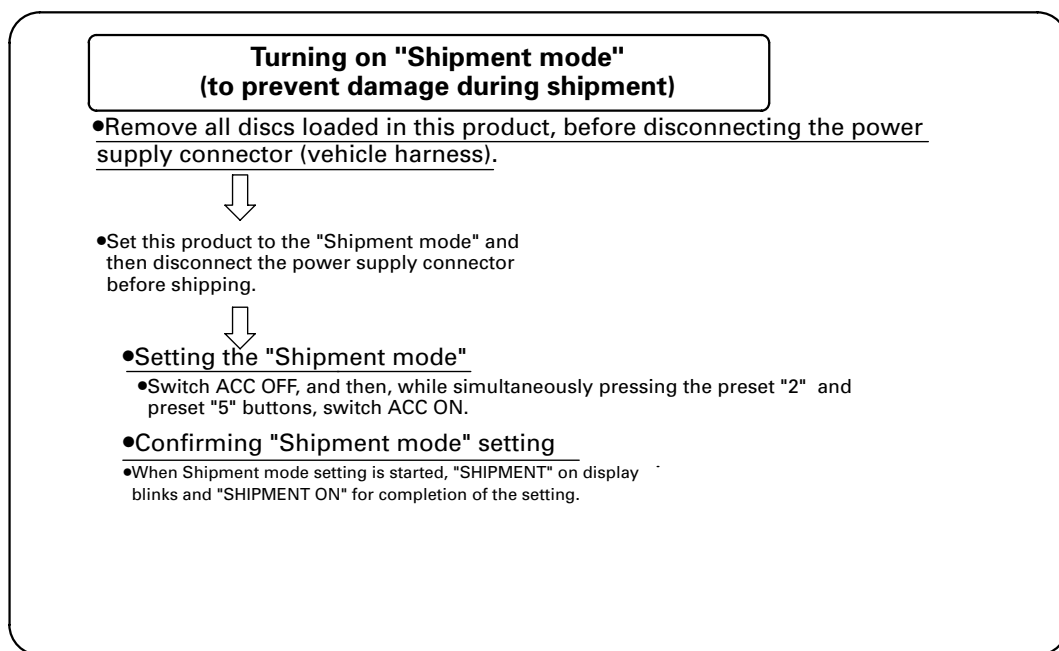 Turning on "Shipment mode"
(to prevent damage during shipment)
●Remove all discs loaded in this product, before disconnecting the power
supply connector (vehicle harness).
●Set this product to the "Shipment mode" and
then disconnect the power supply connector
before shipping.
●Setting the "Shipment mode"
●Switch ACC OFF, and then, while simultaneously pressing the preset "2" and
preset "5" buttons, switch ACC ON.
●Confirming "Shipment mode" setting
●When Shipment mode setting is started, "SHIPMENT" on display
blinks and "SHIPMENT ON" for completion of the setting.